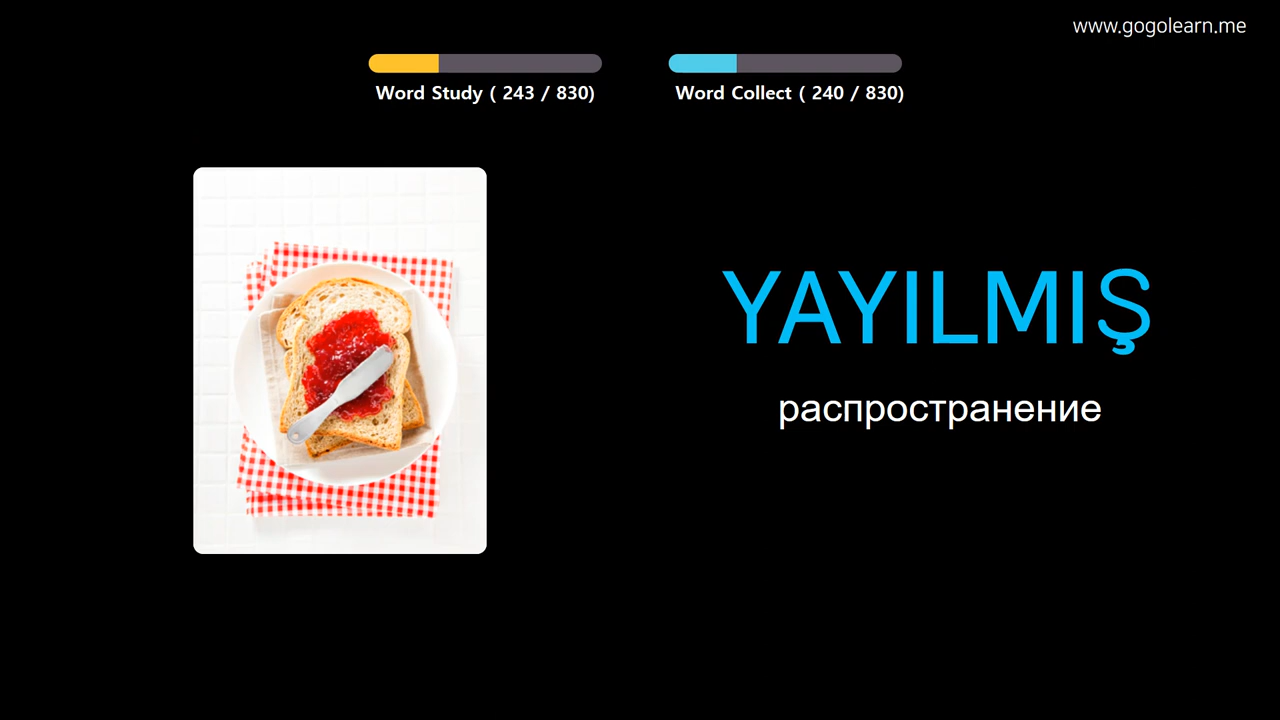 www.gogolearn.me
Word Study ( 243 / 830)
Word Collect ( 240 / 830)
YAYILMIŞ
распространение